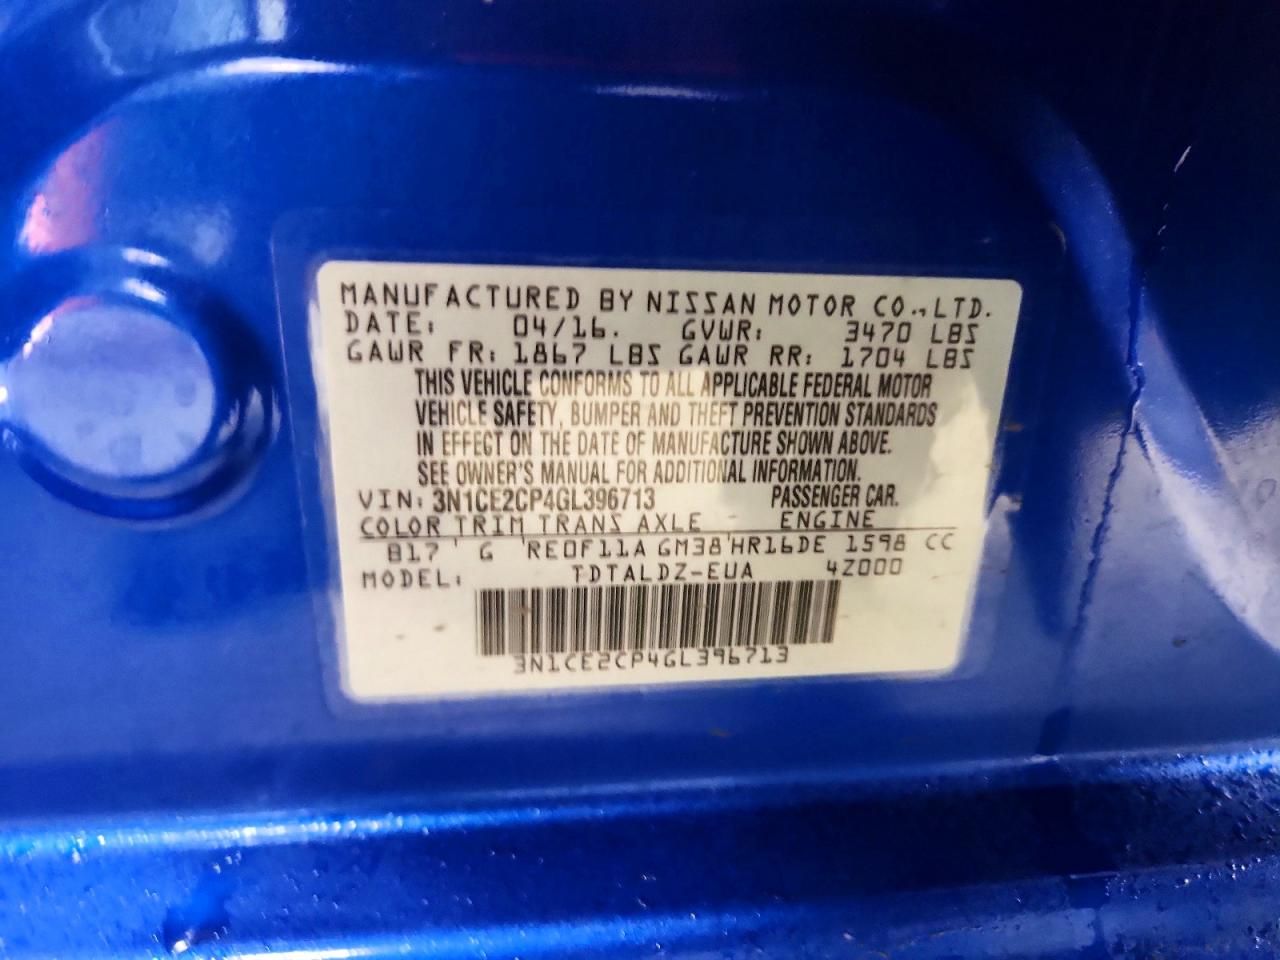 MANUFACTURED BY NISSAN MOTOR CO.,LTD.
DATE: 04/16. GVWR: 3470 LBS
GAWR FR: 1867 LBS GAWR RR: 1704 LBS
THIS VEHICLE CONFORMS TO ALL APPLICABLE FEDERAL MOTOR
VEHICLE SAFETY, BUMPER AND THEFT PREVENTION STANDARDS
IN EFFECT ON THE DATE OF MANUFACTURE SHOWN ABOVE.
SEE OWNER'S MANUAL FOR ADDITIONAL INFORMATION.
VIN: 3N1CE2CP4GL396713 PASSENGER CAR.
COLOR TRIM TRANS AXLE ENGINE
B17 G RE0F11A GM38 HR16DE 1598 CC
MODEL: TDTALDZ-EUA 4Z000
3N1CE2CP4GL396713